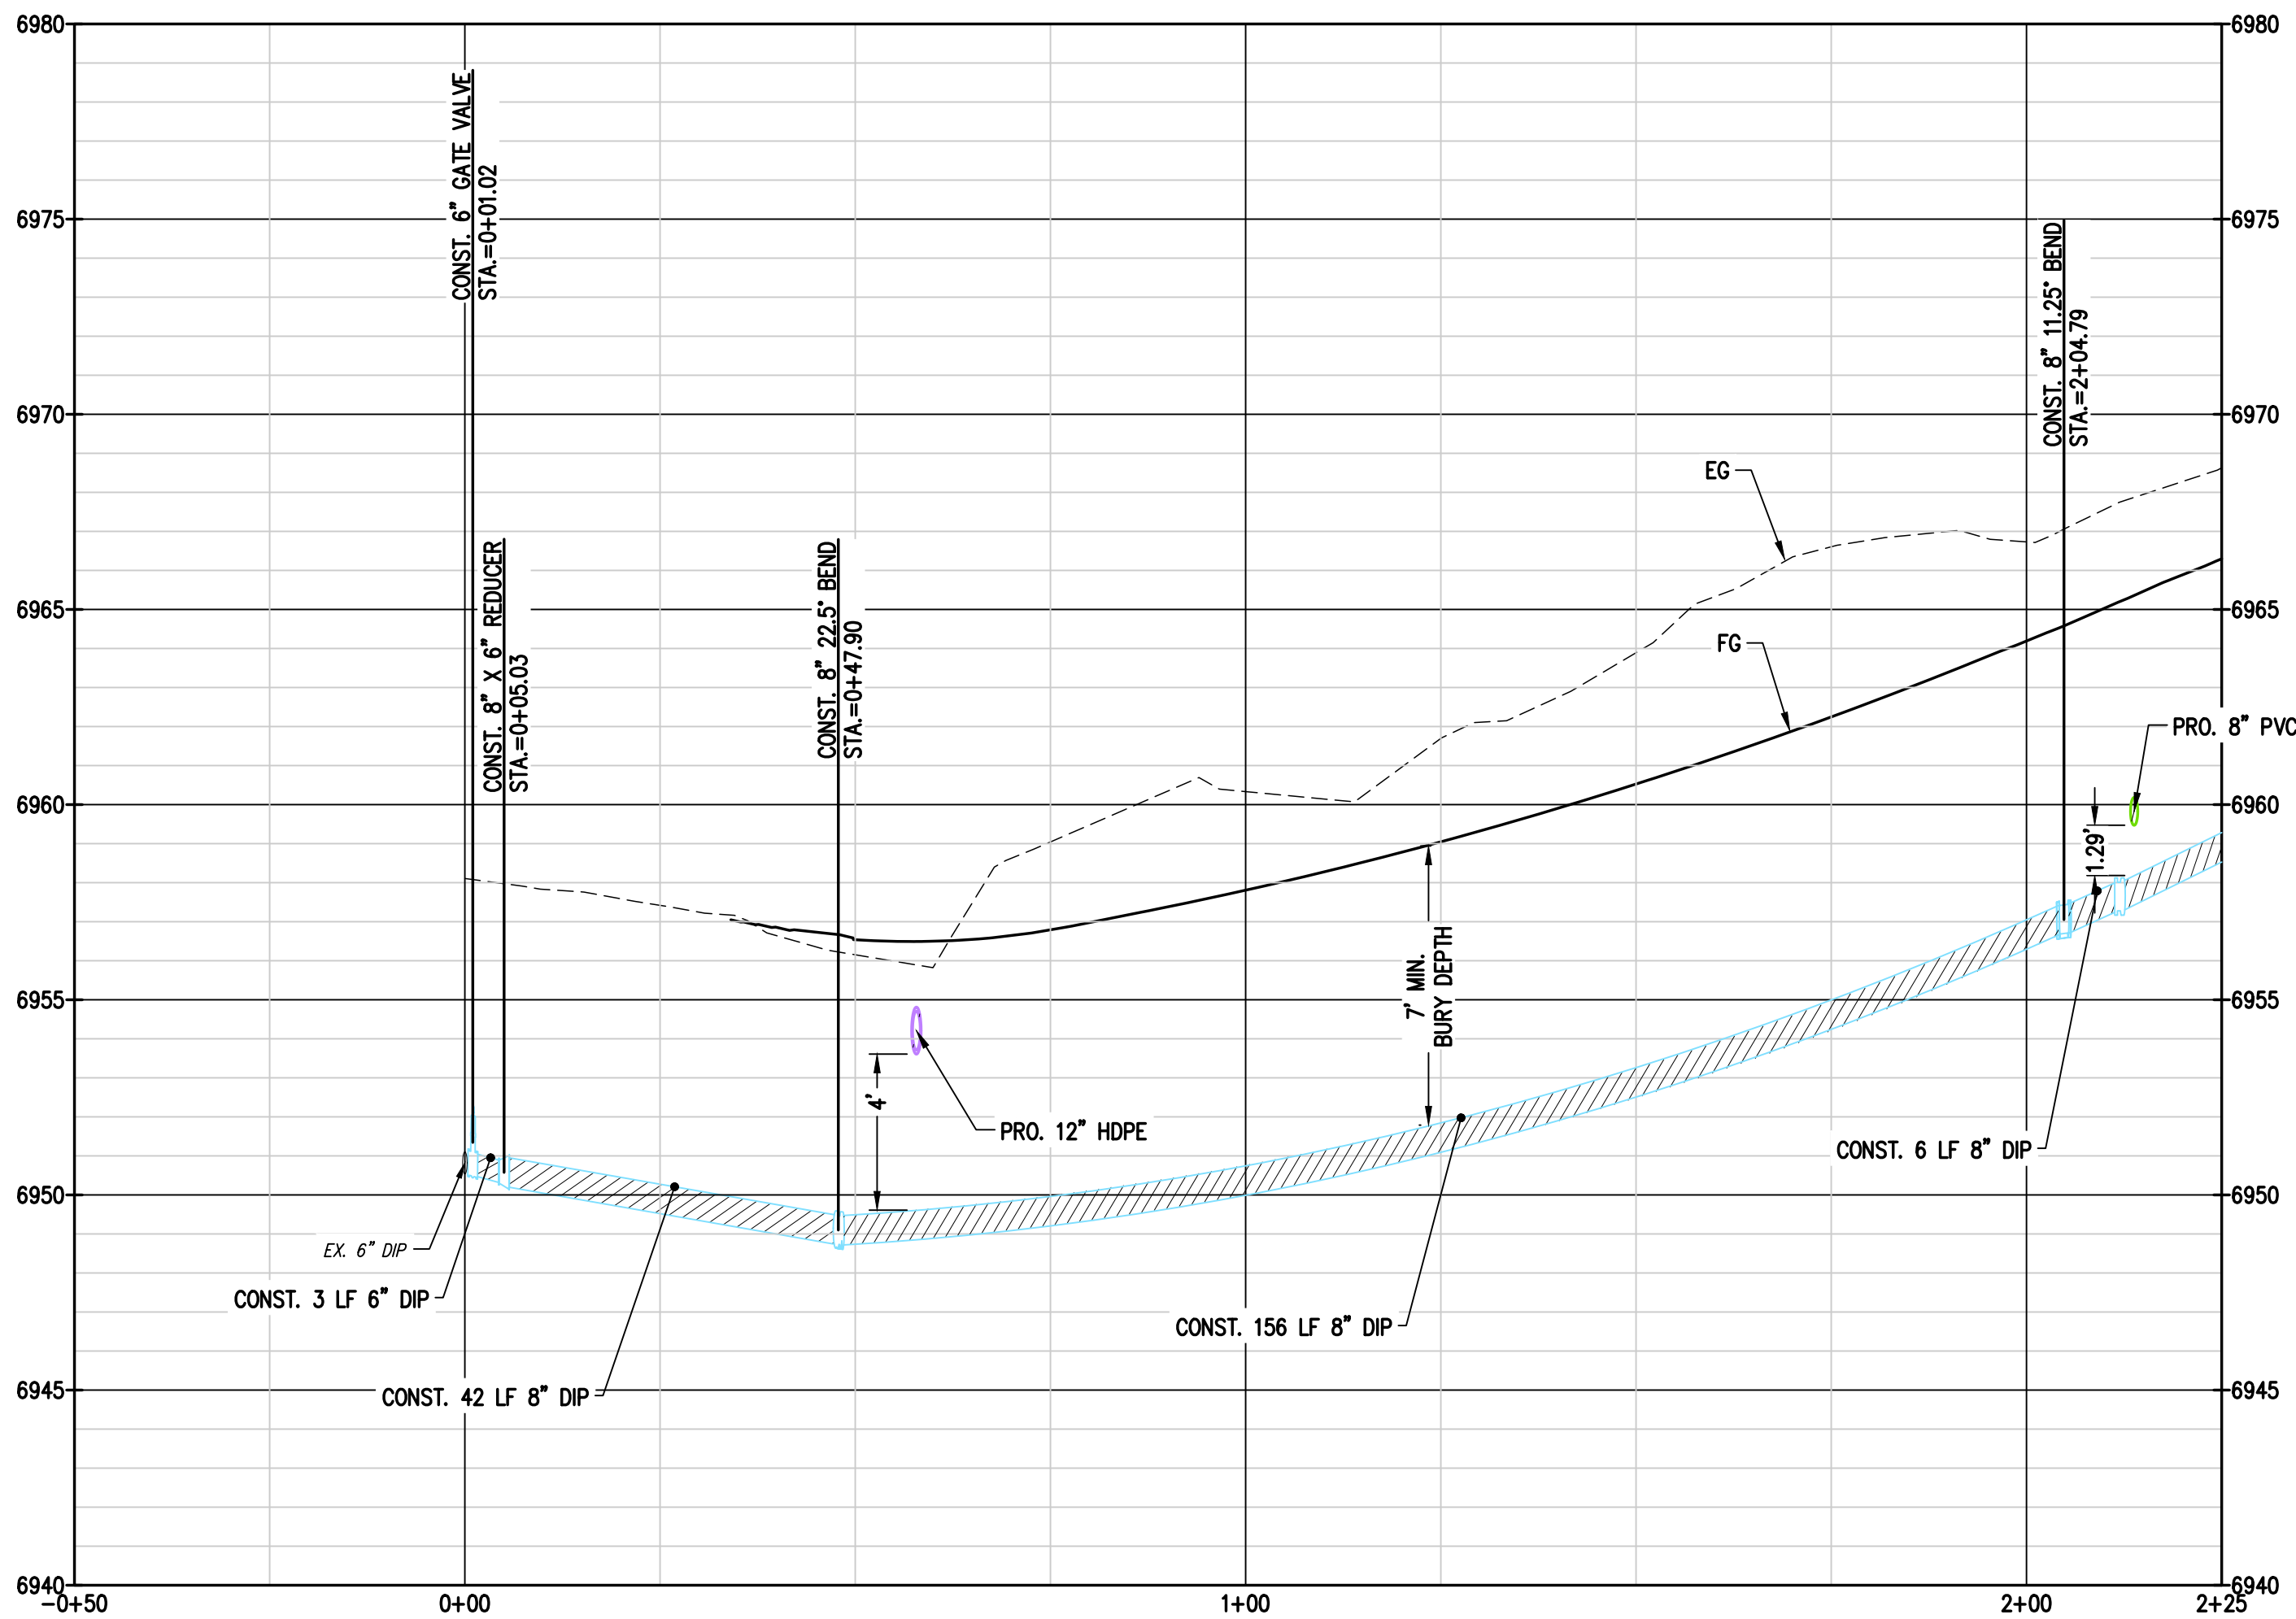 6980
6980
CONST. 6” GATE VALVE
STA.=0+01.02
6975
6975
CONST. 8” 11.25° BEND
STA.=2+04.79
6970
6970
EG
CONST. 8” X 6” REDUCER
STA.=0+05.03
CONST. 8” 22.5° BEND
STA.=0+47.90
6965
6965
FG
PRO. 8” PVC
6960
6960
1.29’
7’ MIN.
BURY DEPTH
6955
6955
4’
PRO. 12” HDPE
CONST. 6 LF 8” DIP
6950
6950
EX. 6” DIP
CONST. 3 LF 6” DIP
CONST. 156 LF 8” DIP
6945
6945
CONST. 42 LF 8” DIP
6940
6940
-0+50
0+00
1+00
2+00
2+25